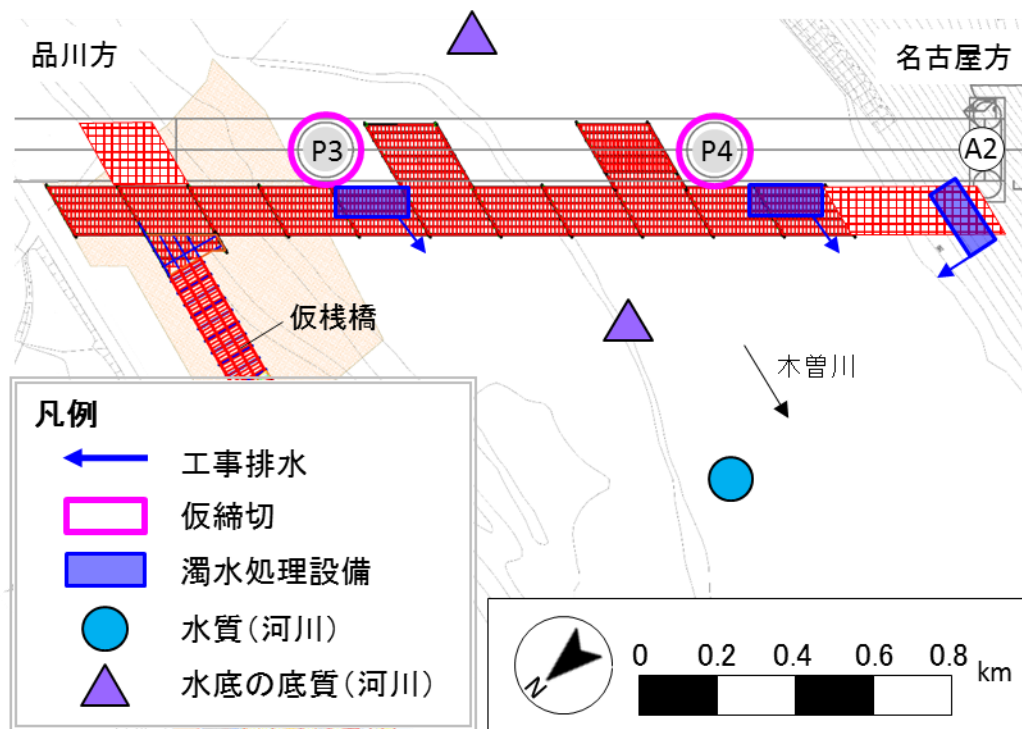 品川方
名古屋方
P3
P4
A2
仮桟橋
木曽川
凡例
工事排水
仮締切
濁水処理設備
水質(河川)
水底の底質(河川)
N
0 0.2 0.4 0.6 0.8 km